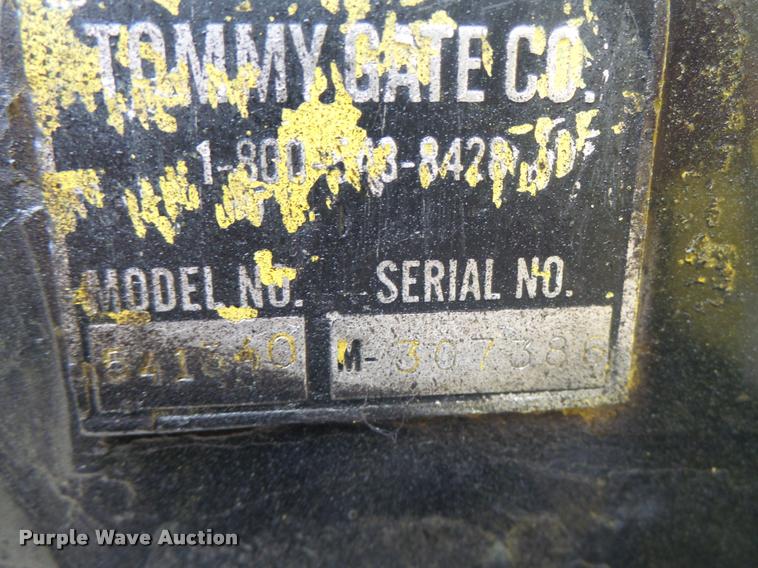 TOMMY GATE CO.
MODEL NO. SERIAL NO.
M-307386
Purple Wave Auction